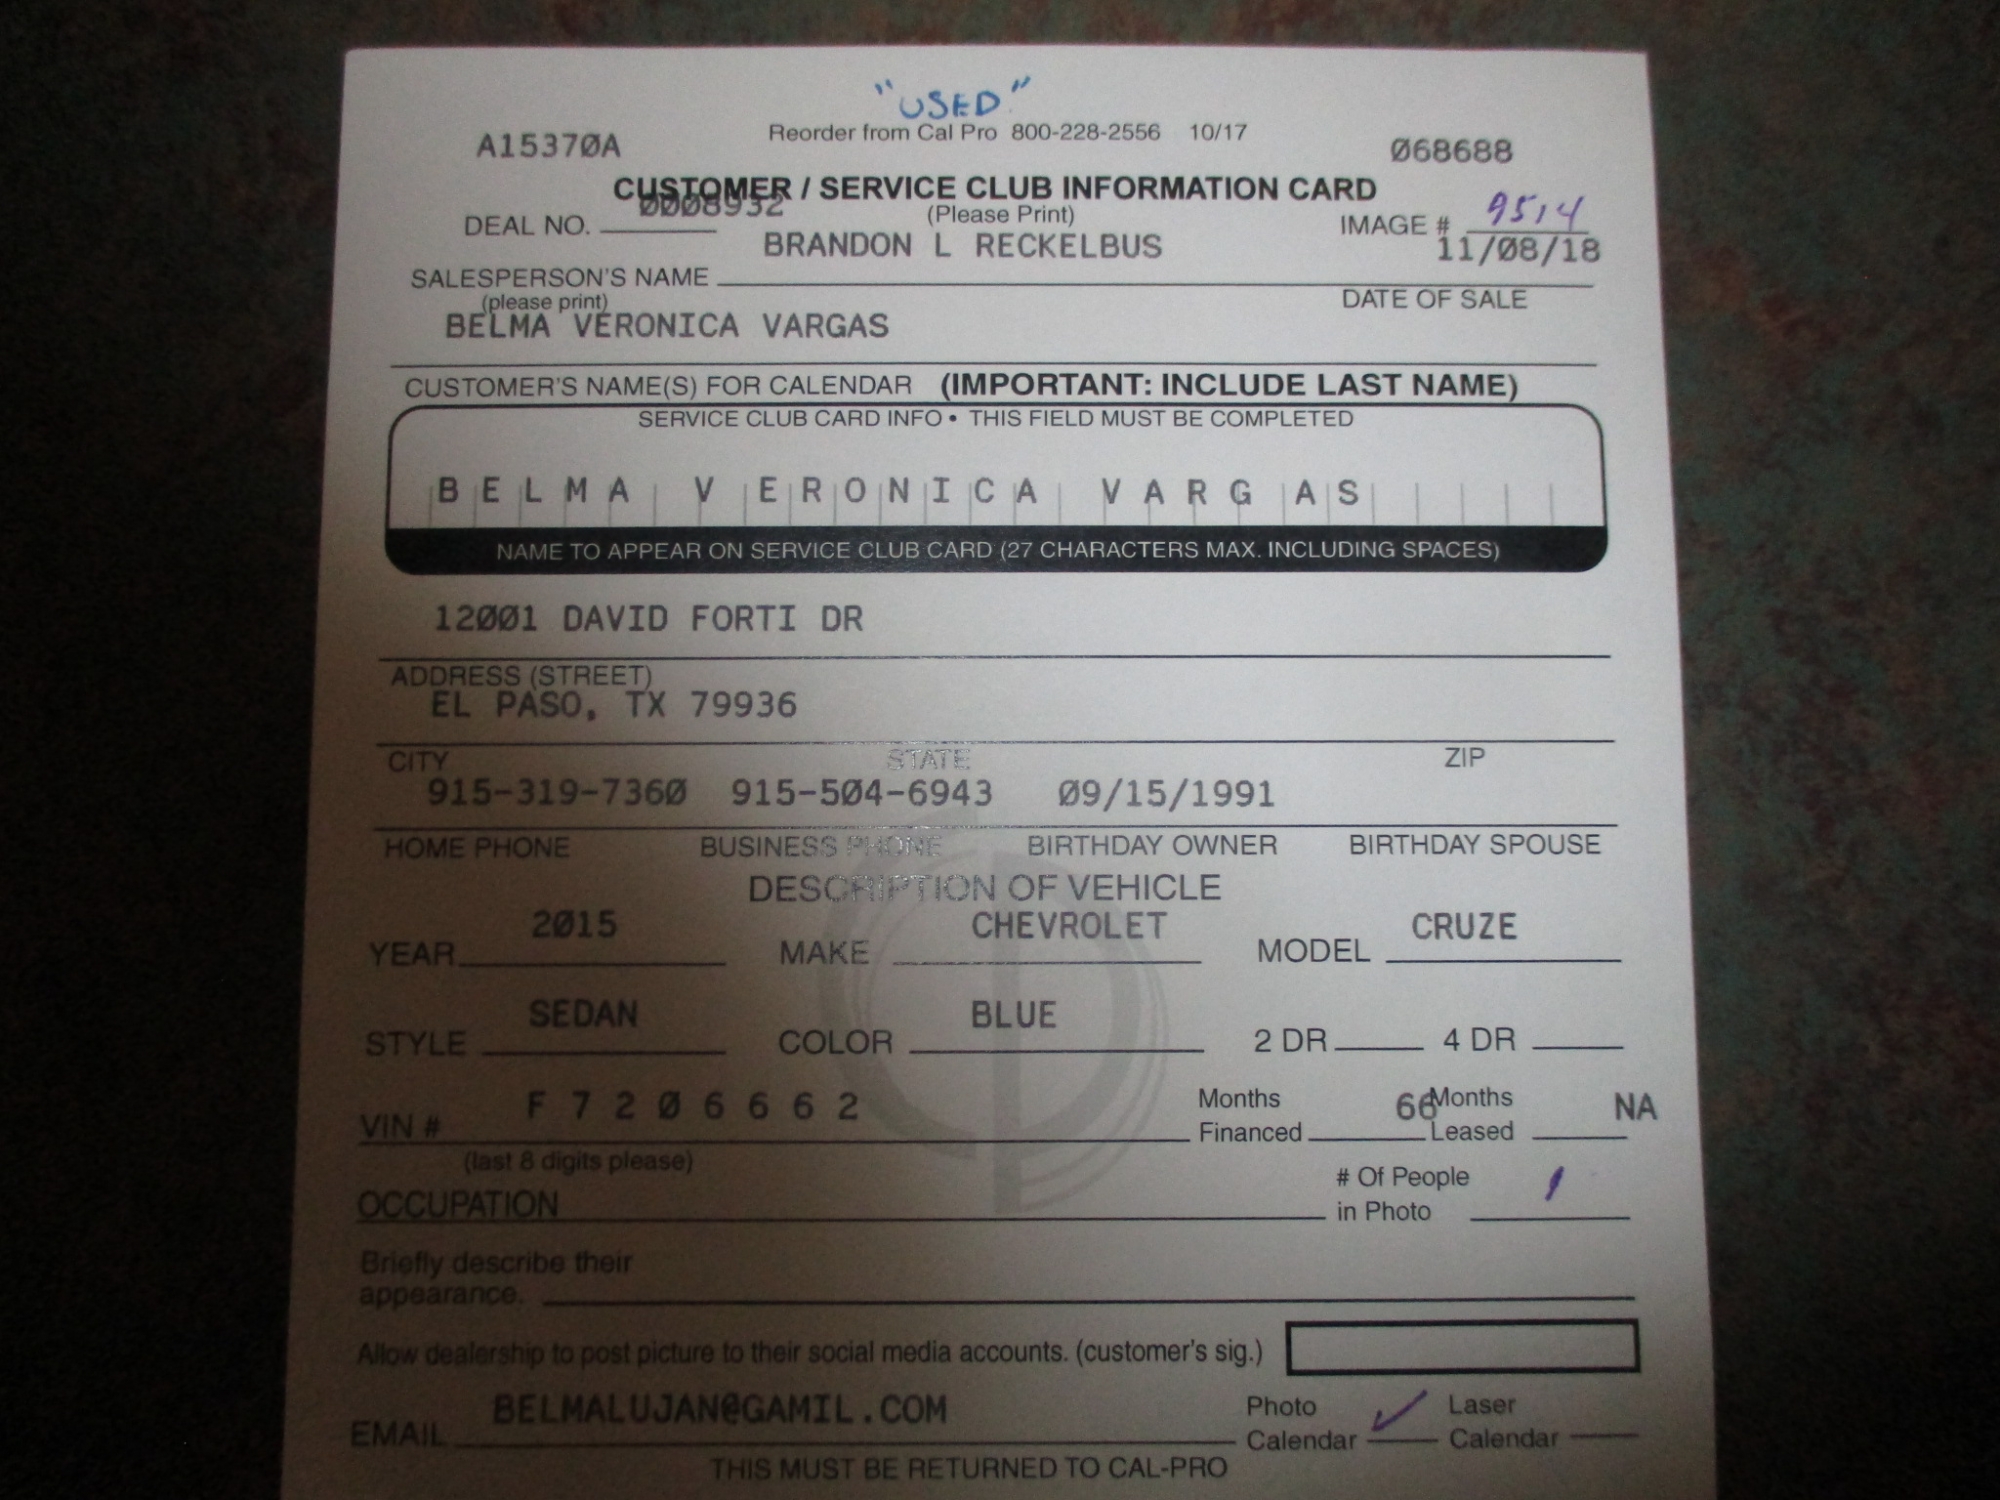 "USED"
Reorder from Cal Pro 800-228-2556 10/17
A15370A 068688
CUSTOMER / SERVICE CLUB INFORMATION CARD
0008932
DEAL NO. (Please Print) IMAGE # 9514
BRANDON L RECKELBUS 11/08/18
SALESPERSON'S NAME DATE OF SALE
(please print)
BELMA VERONICA VARGAS
CUSTOMER'S NAME(S) FOR CALENDAR (IMPORTANT: INCLUDE LAST NAME)
SERVICE CLUB CARD INFO • THIS FIELD MUST BE COMPLETED
BELMA VERONICA VARGAS
NAME TO APPEAR ON SERVICE CLUB CARD (27 CHARACTERS MAX. INCLUDING SPACES)
12001 DAVID FORTI DR
ADDRESS (STREET)
EL PASO, TX 79936
CITY STATE ZIP
915-319-7360 915-504-6943 09/15/1991
HOME PHONE BUSINESS PHONE BIRTHDAY OWNER BIRTHDAY SPOUSE
DESCRIPTION OF VEHICLE
YEAR 2015 MAKE CHEVROLET MODEL CRUZE
STYLE SEDAN COLOR BLUE 2 DR 4 DR
VIN # F7206662 Months Financed 66 Months Leased NA
(last 8 digits please)
OCCUPATION # Of People in Photo 1
Briefly describe their
appearance.
Allow dealership to post picture to their social media accounts. (customer's sig.)
EMAIL BELMALUJAN@GAMIL.COM Photo Calendar ✓ Laser Calendar
THIS MUST BE RETURNED TO CAL-PRO